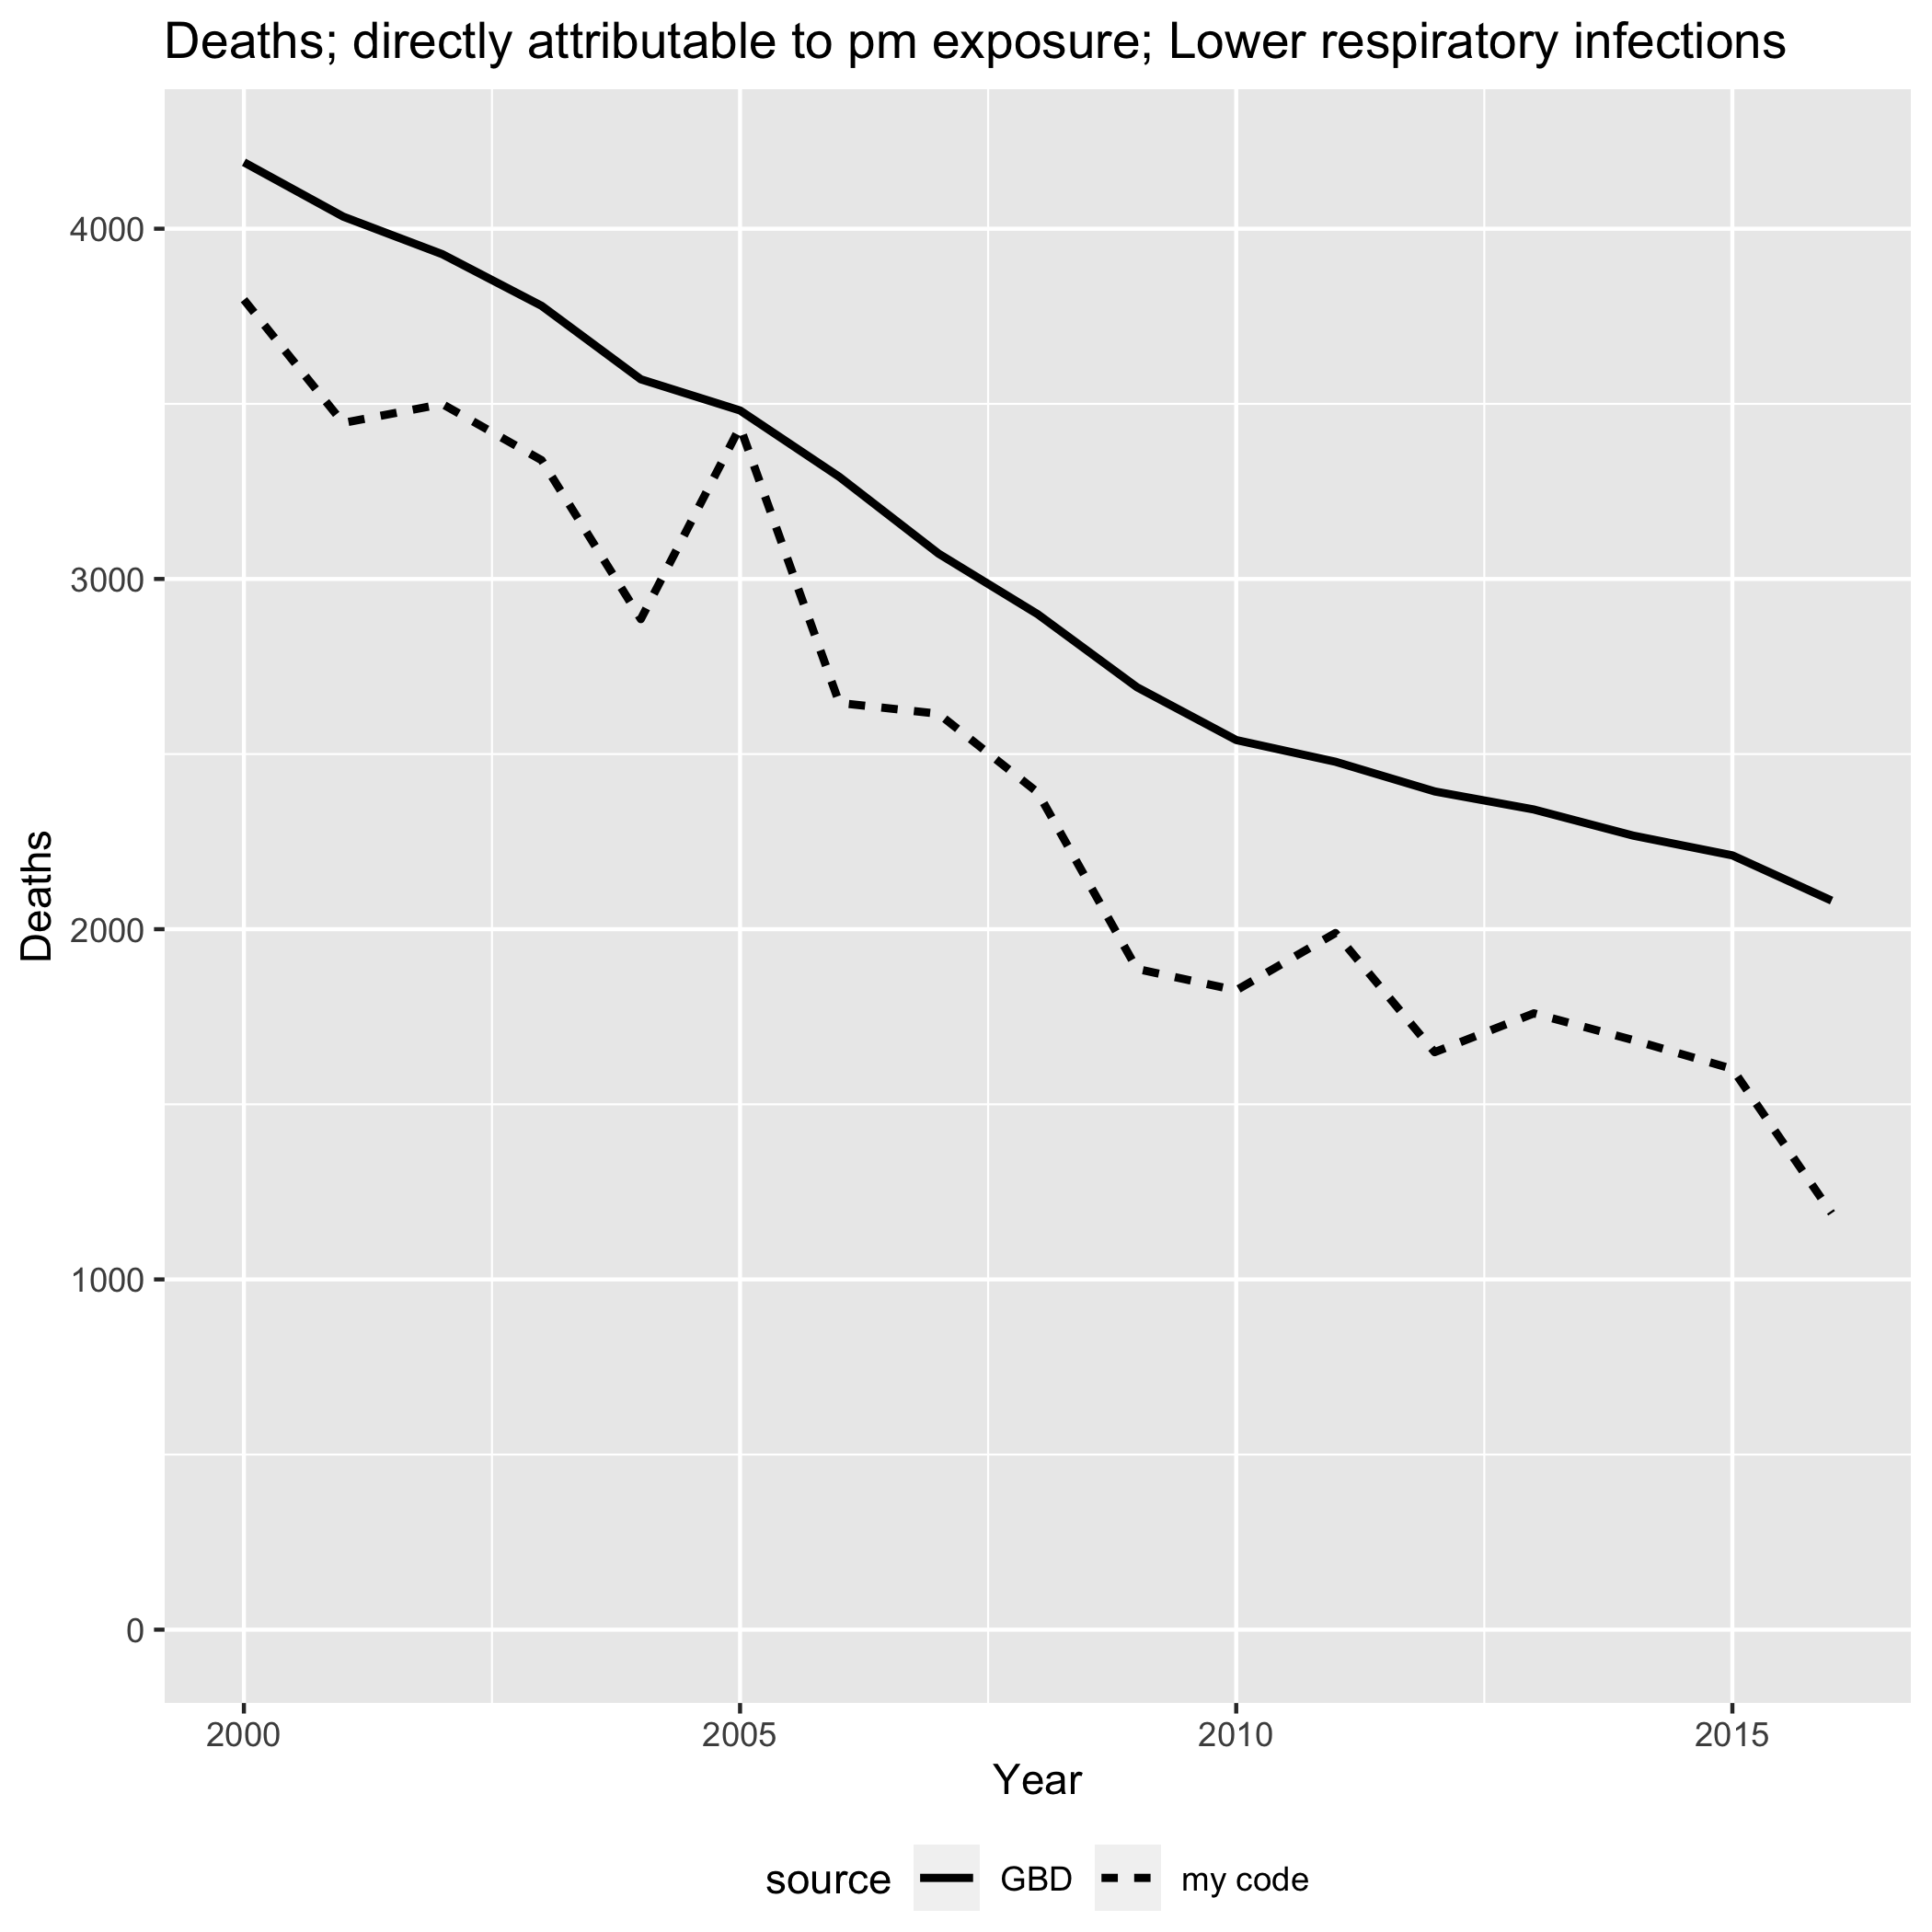 Deaths; directly attributable to pm exposure; Lower respiratory infections
Deaths
4000
3000
2000
1000
0
2000 2005 2010 2015
Year
source GBD my code